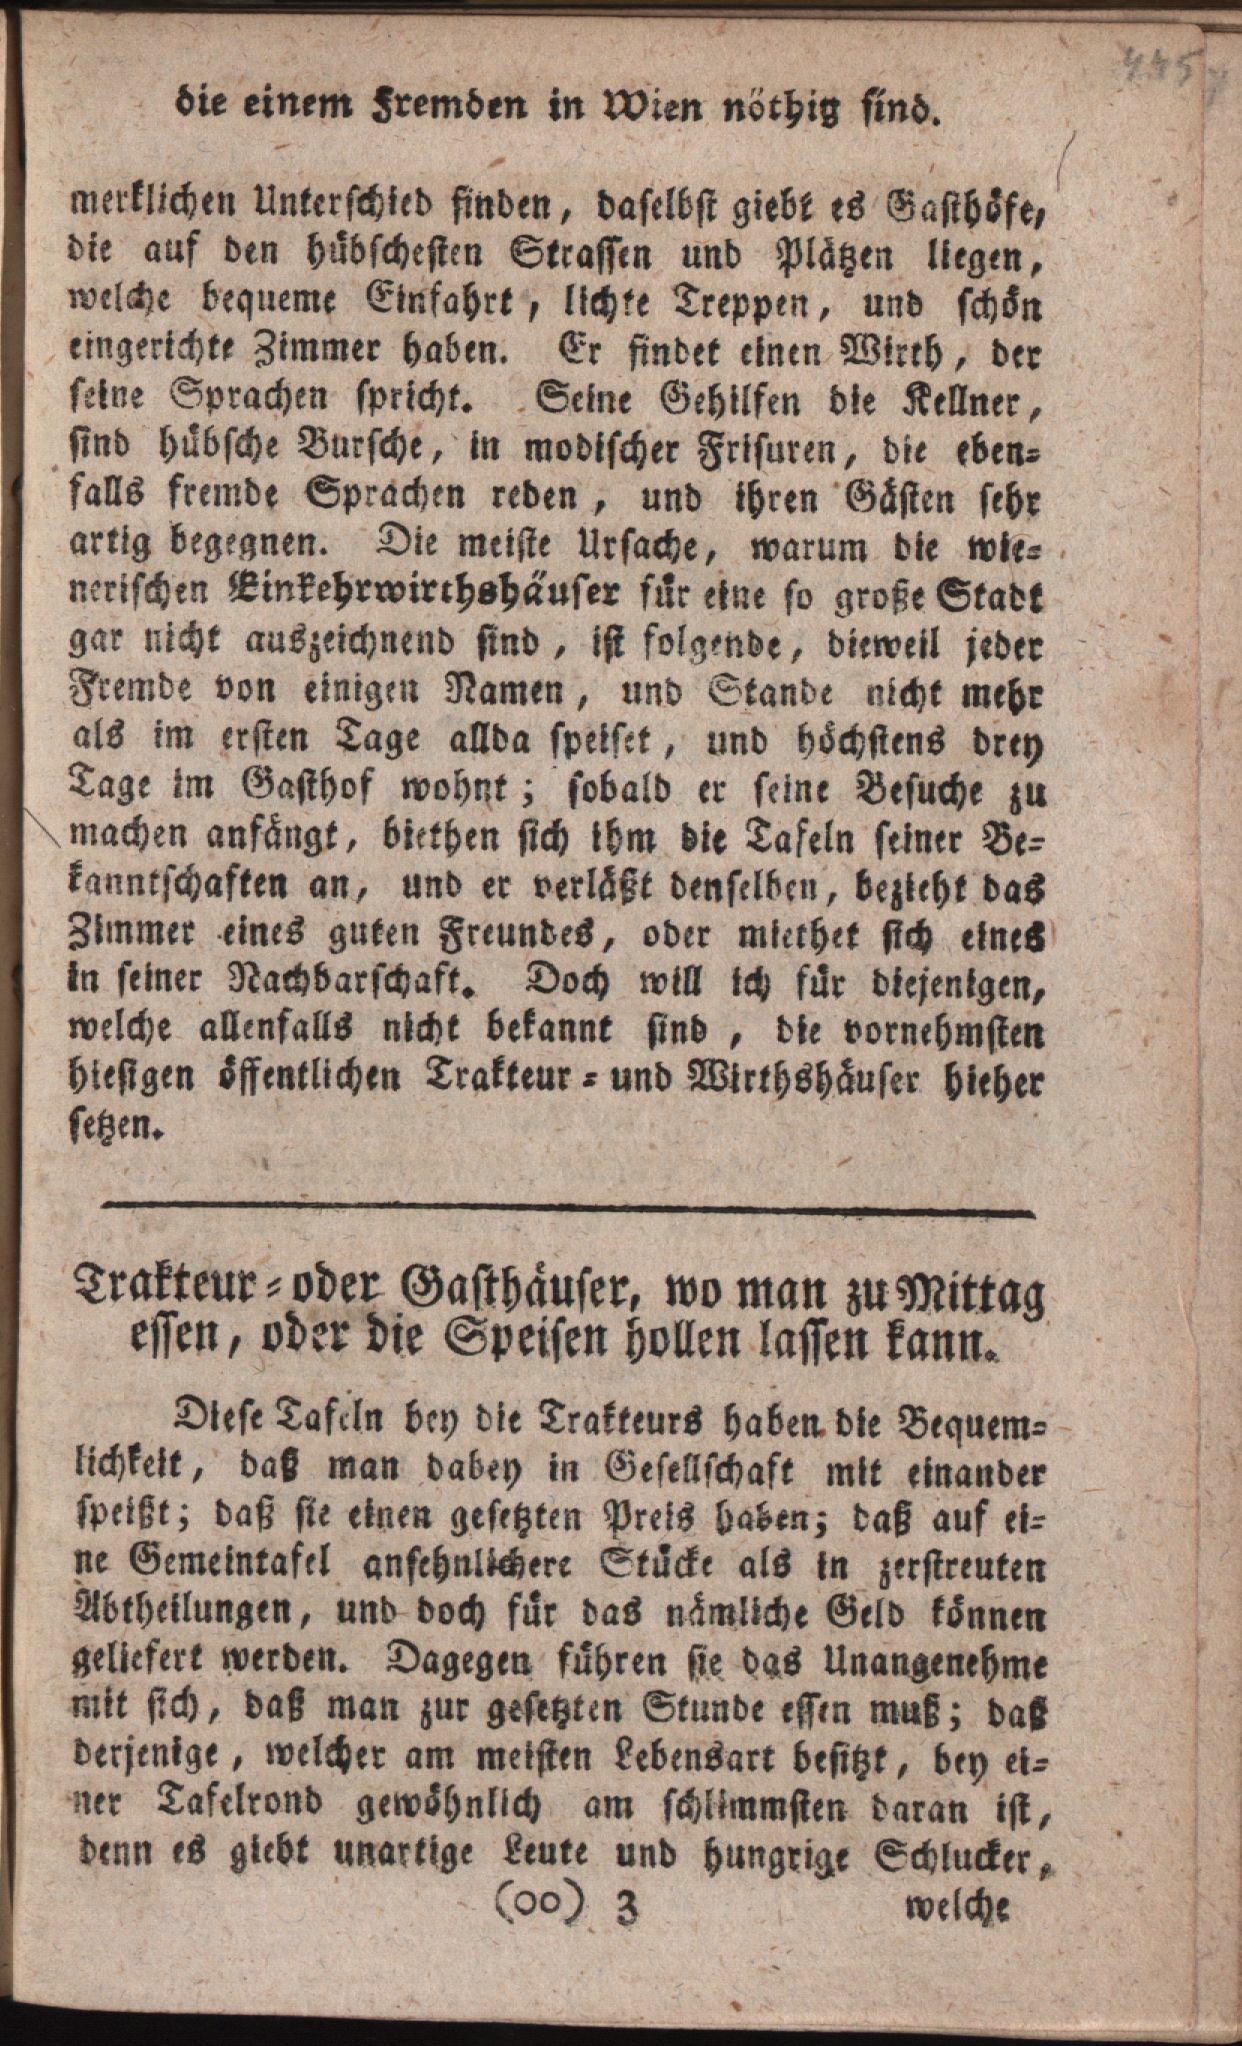 die einem Fremden in Wien nöthig sind.
merklichen Unterschied finden, daselbst giebt es Gasthöfe,
die auf den hübschesten Strassen und Plätzen liegen,
welche bequeme Einfahrt, lichte Treppen, und schön
eingerichte Zimmer haben. Er findet einen Wirth, der
seine Sprachen spricht. Seine Gehilfen die Kellner,
sind hübsche Bursche, in modischer Frisuren, die eben-
falls fremde Sprachen reden, und ihren Gästen sehr
artig begegnen. Die meiste Ursache, warum die wie-
nerischen Einkehrwirthshäuser für eine so große Stadt
gar nicht auszeichnend sind, ist folgende, dieweil jeder
Fremde von einigen Namen, und Stande nicht mehr
als im ersten Tage allda speiset, und höchstens drey
Tage im Gasthof wohnt; sobald er seine Besuche zu
machen anfängt, biethen sich ihm die Tafeln seiner Be-
kanntschaften an, und er verläßt denselben, bezieht das
Zimmer eines guten Freundes, oder miethet sich eines
in seiner Nachbarschaft. Doch will ich für diejenigen,
welche allenfalls nicht bekannt sind, die vornehmsten
hiesigen öffentlichen Trakteur- und Wirthshäuser hieher
setzen.
Trakteur- oder Gasthäuser, wo man zu Mittag
essen, oder die Speisen hollen lassen kann.
Diese Tafeln bey die Trakteurs haben die Bequem-
lichkeit, daß man dabey in Gesellschaft mit einander
speißt; daß sie einen gesetzten Preis haben; daß auf ei-
ne Gemeintafel ansehnlichere Stücke als in zerstreuten
Abtheilungen, und doch für das nämliche Geld können
geliefert werden. Dagegen führen sie das Unangenehme
mit sich, daß man zur gesetzten Stunde essen muß; daß
derjenige, welcher am meisten Lebensart besitzt, bey ei-
ner Tafelrond gewöhnlich am schlimmsten daran ist,
denn es giebt unartige Leute und hungrige Schlucker,
(oo) 3 welche